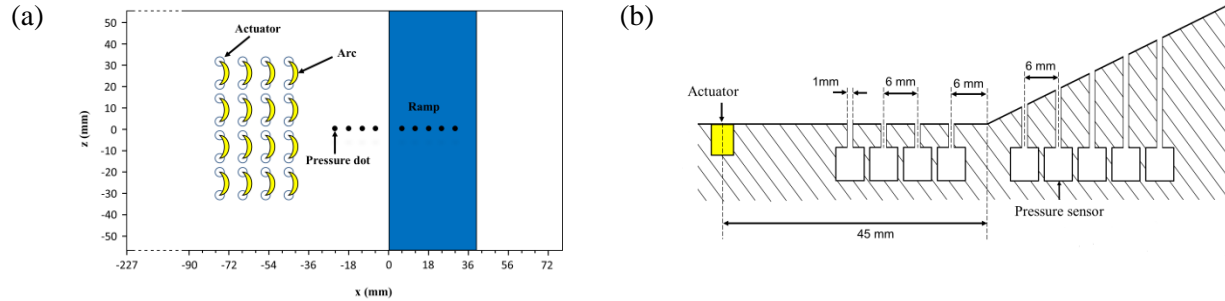 (a)
Actuator
Arc
Ramp
Pressure dot
z (mm)
50
40
30
20
10
0
-10
-20
-30
-40
-50
-227 -90 -72 -54 -36 -18 0 18 36 54 72
x (mm)
(b)
6 mm
1mm 6 mm 6 mm
Actuator
Pressure sensor
45 mm